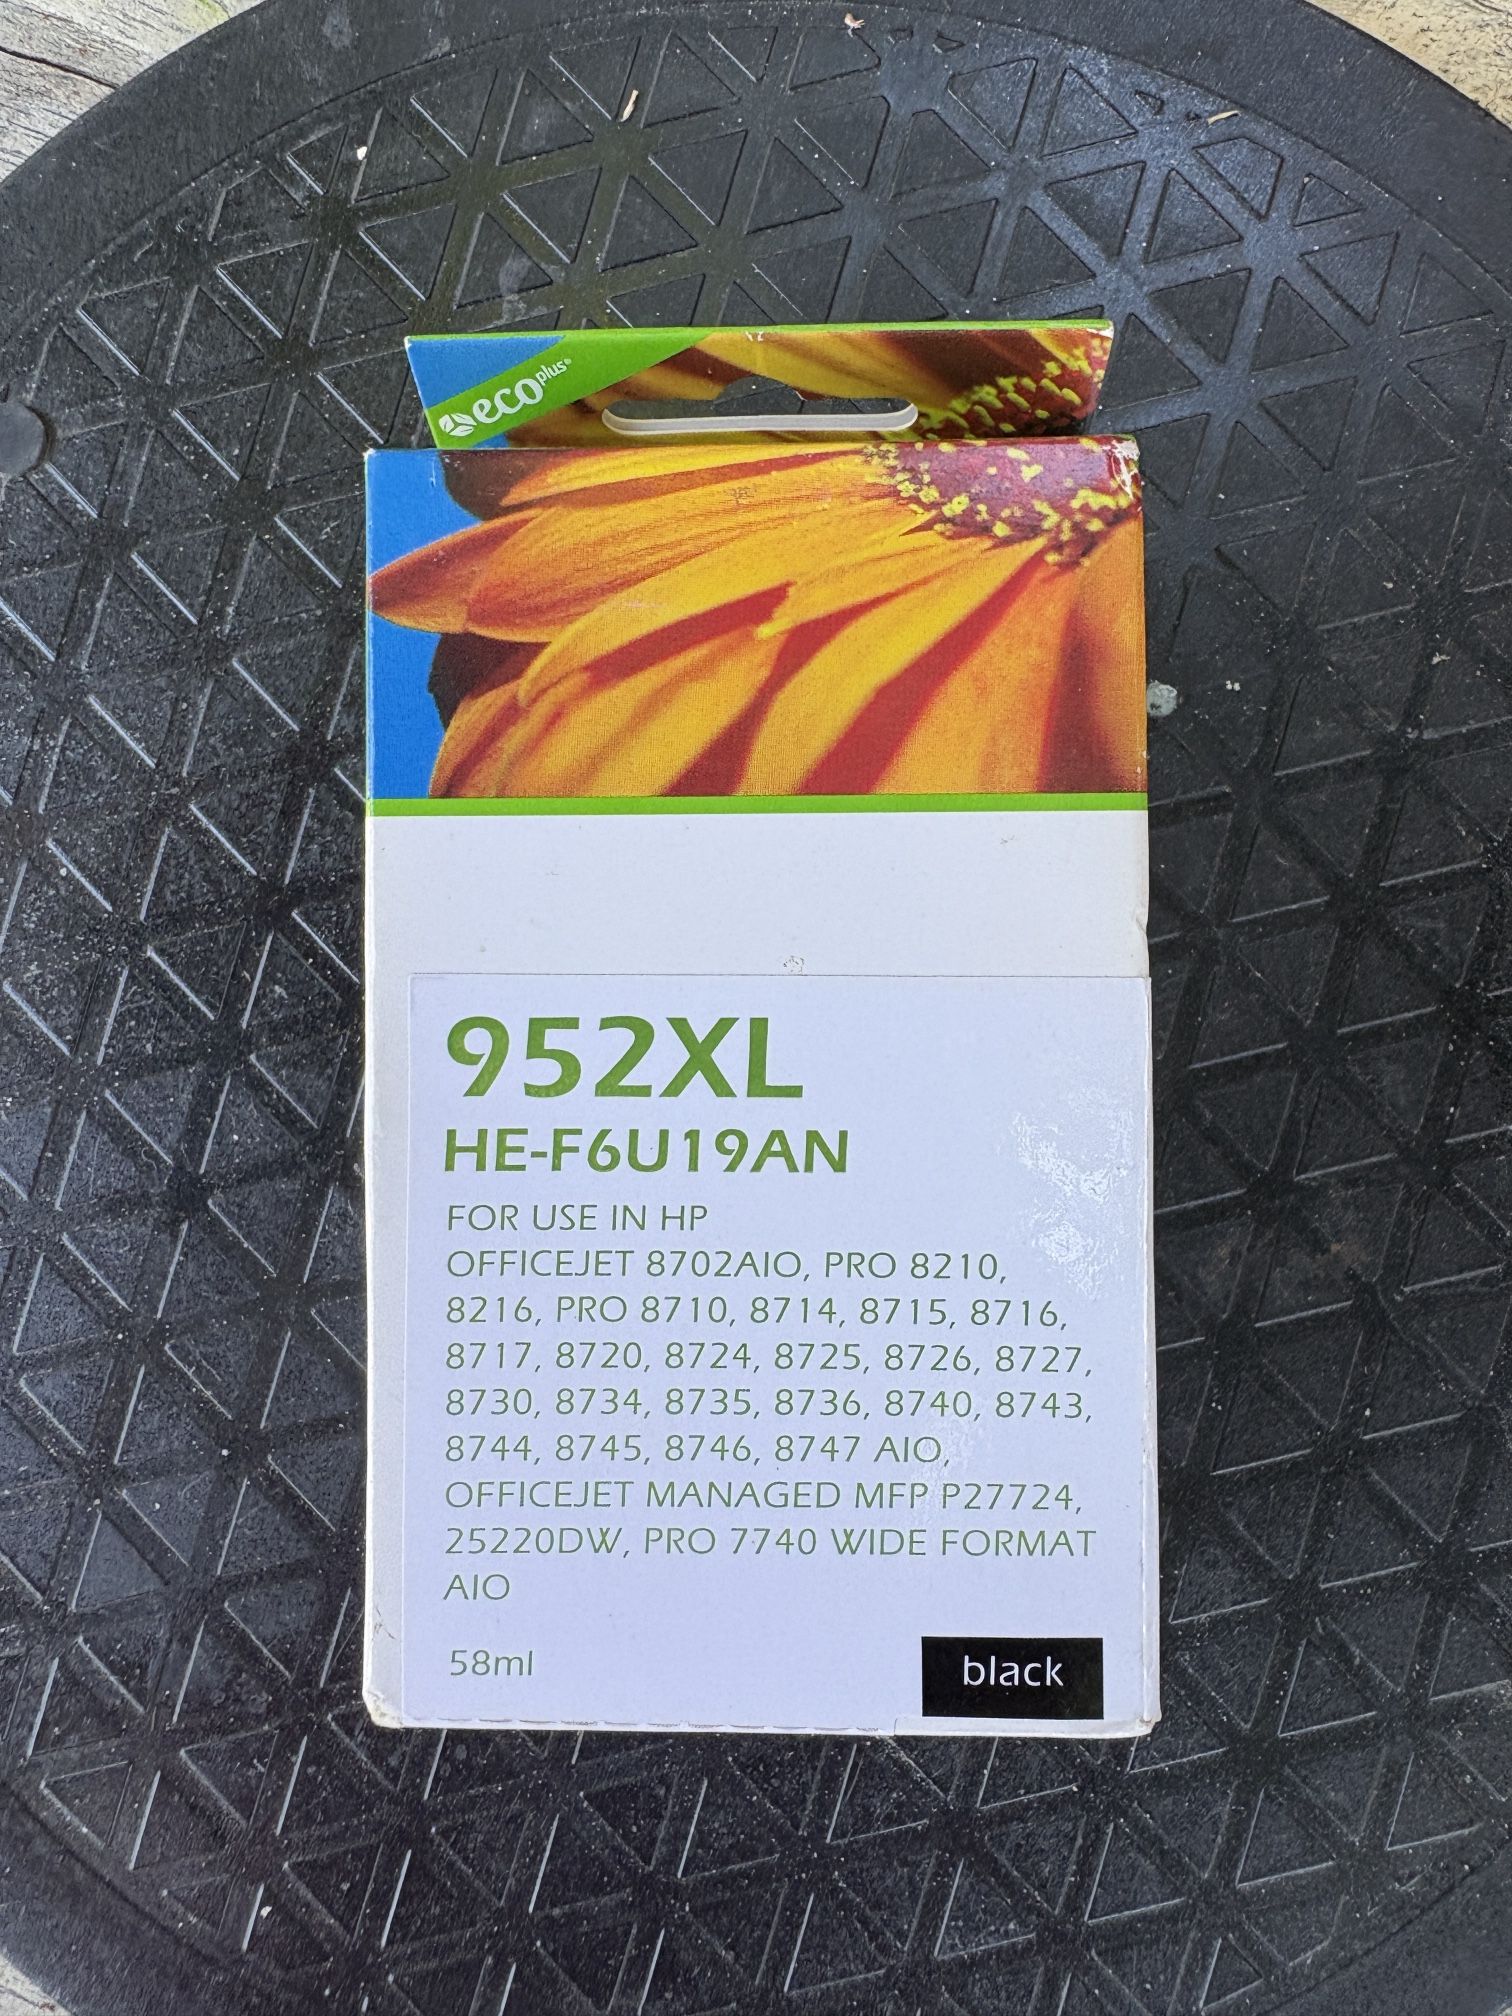 eco plus®
952XL
HE-F6U19AN
FOR USE IN HP
OFFICEJET 8702AIO, PRO 8210,
8216, PRO 8710, 8714, 8715, 8716,
8717, 8720, 8724, 8725, 8726, 8727,
8730, 8734, 8735, 8736, 8740, 8743,
8744, 8745, 8746, 8747 AIO,
OFFICEJET MANAGED MFP P27724,
25220DW, PRO 7740 WIDE FORMAT
AIO
58ml
black